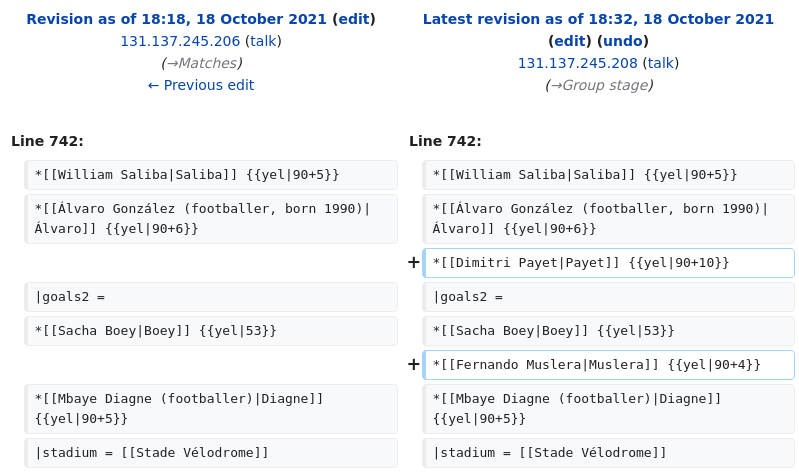 Revision as of 18:18, 18 October 2021 (edit)
131.137.245.206 (talk)
(→Matches)
← Previous edit
Latest revision as of 18:32, 18 October 2021
(edit) (undo)
131.137.245.208 (talk)
(→Group stage)
Line 742:
*[[William Saliba|Saliba]] {{yel|90+5}}
*[[Álvaro González (footballer, born 1990)|
Álvaro]] {{yel|90+6}}
|goals2 =
*[[Sacha Boey|Boey]] {{yel|53}}
*[[Mbaye Diagne (footballer)|Diagne]]
{{yel|90+5}}
|stadium = [[Stade Vélodrome]]
Line 742:
*[[William Saliba|Saliba]] {{yel|90+5}}
*[[Álvaro González (footballer, born 1990)|
Álvaro]] {{yel|90+6}}
+ *[[Dimitri Payet|Payet]] {{yel|90+10}}
|goals2 =
*[[Sacha Boey|Boey]] {{yel|53}}
+ *[[Fernando Muslera|Muslera]] {{yel|90+4}}
*[[Mbaye Diagne (footballer)|Diagne]]
{{yel|90+5}}
|stadium = [[Stade Vélodrome]]